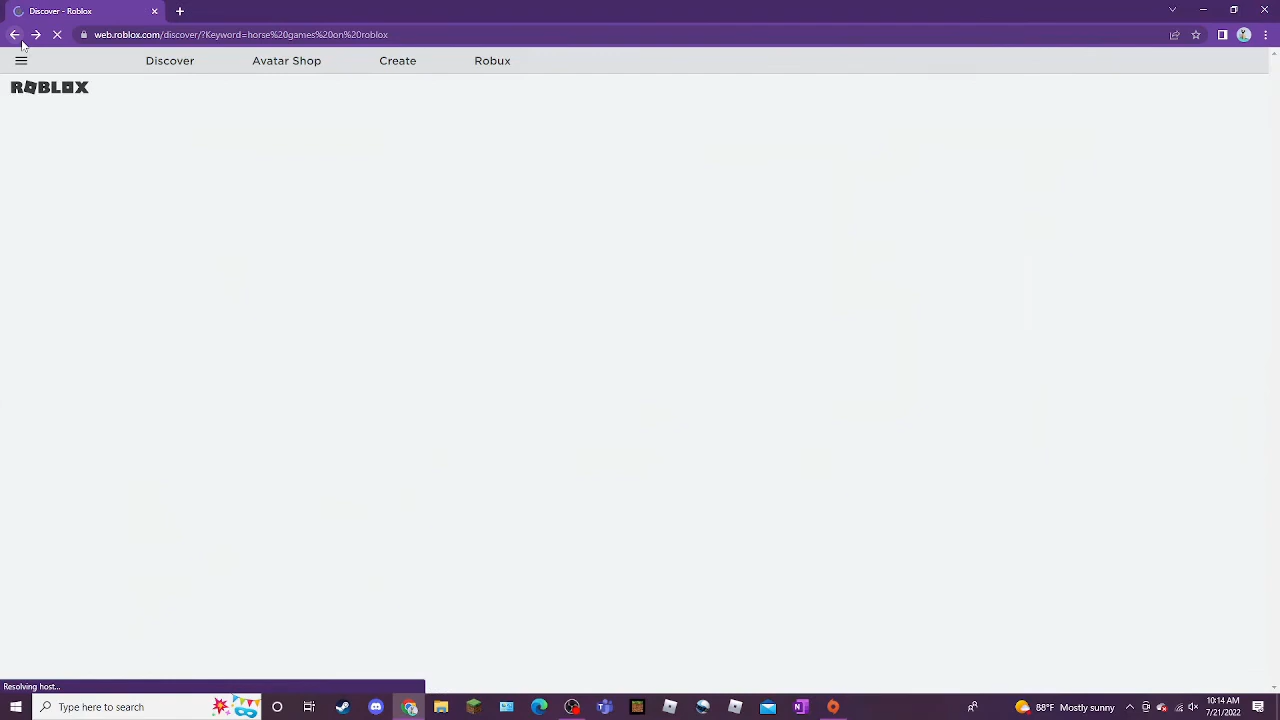 Discover - Roblox
web.roblox.com/discover/?Keyword=horse%20games%20on%20roblox
Discover Avatar Shop Create Robux
ROBLOX
Resolving host...
Type here to search
88°F Mostly sunny
10:14 AM
7/21/2022